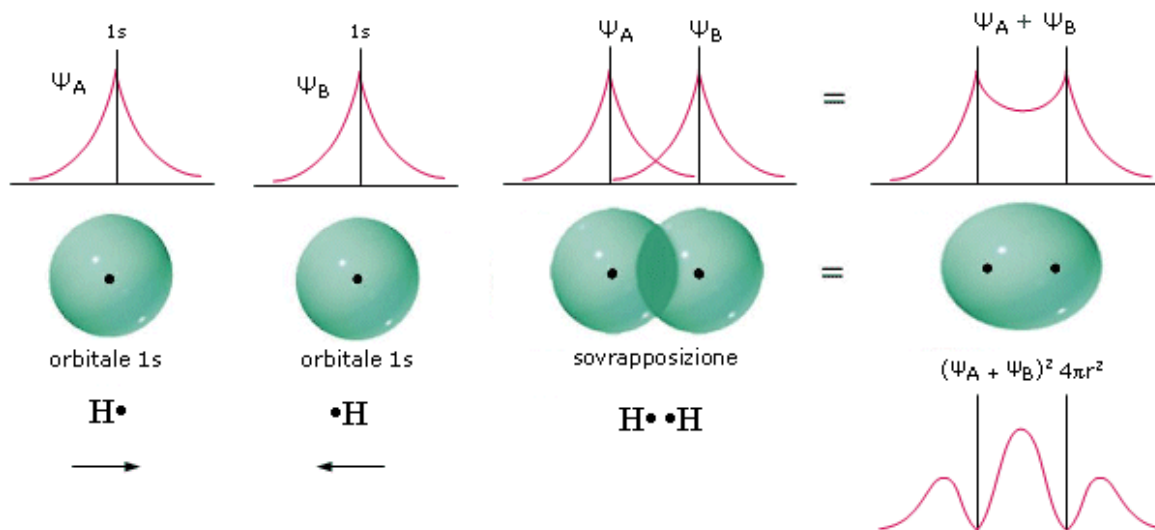 1s
ΨA
1s
ΨB
ΨA ΨB
=
ΨA + ΨB
orbitale 1s
orbitale 1s
sovrapposizione
=
(ΨA + ΨB)² 4πr²
H•
•H
H• •H